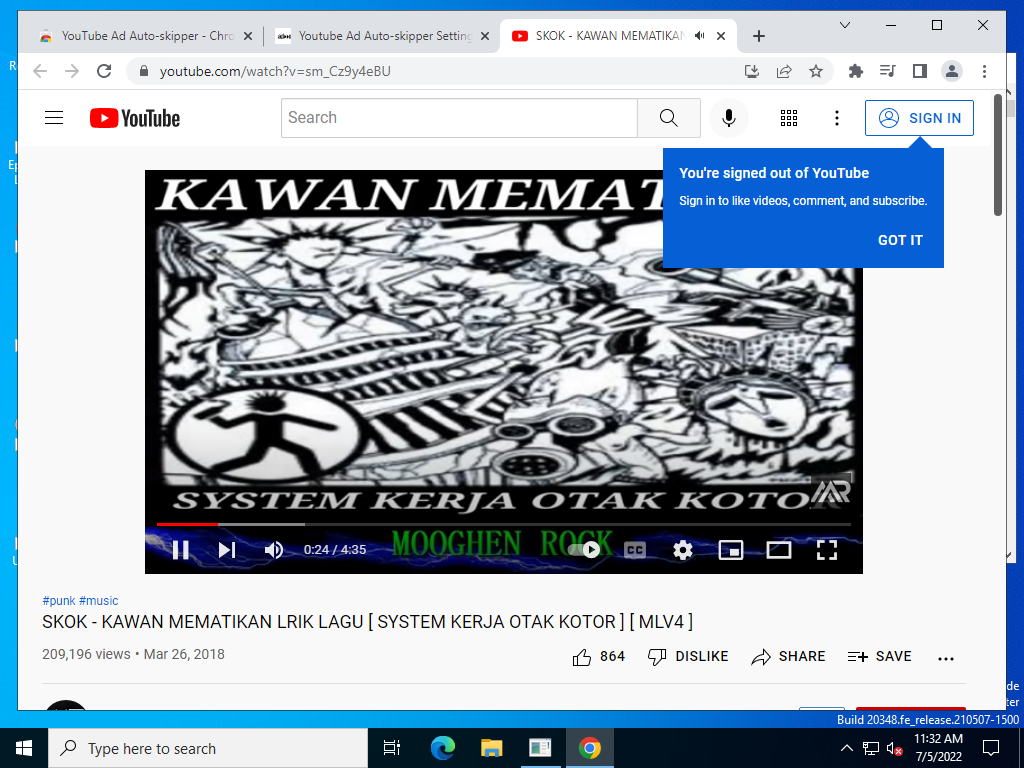 YouTube Ad Auto-skipper - Chro
Youtube Ad Auto-skipper Setting
SKOK - KAWAN MEMATIKAN
youtube.com/watch?v=sm_Cz9y4eBU
YouTube
Search
SIGN IN
You're signed out of YouTube
Sign in to like videos, comment, and subscribe.
GOT IT
KAWAN MEMAT
SYSTEM KERJA OTAK KOTO
MOOGHEN ROCK
0:24 / 4:35
CC
#punk #music
SKOK - KAWAN MEMATIKAN LRIK LAGU [ SYSTEM KERJA OTAK KOTOR ] [ MLV4 ]
209,196 views • Mar 26, 2018
864
DISLIKE
SHARE
SAVE
Build 20348.fe_release.210507-1500
Type here to search
11:32 AM
7/5/2022